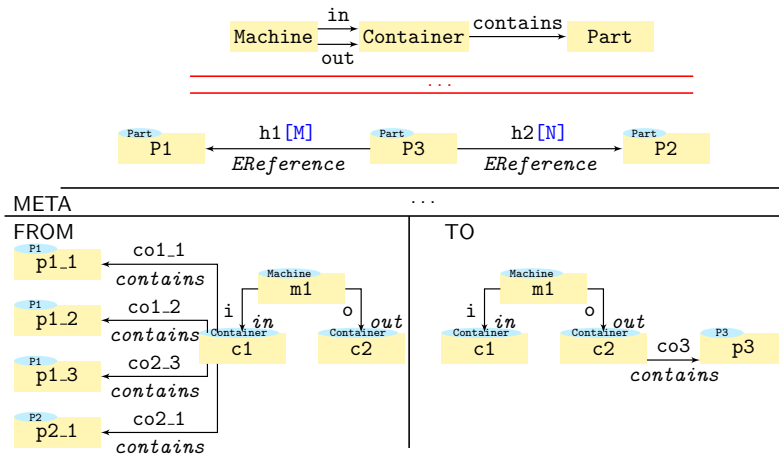 in
Machine Container contains Part
out
...
Part Part Part
P1 h1[M] P3 h2[N] P2
EReference EReference
META ...
FROM TO
P1
p1_1 co1_1
contains
Machine Machine
m1 m1
P1
p1_2 co1_2
contains
i in o out
i in o out
Container Container Container Container P3
c1 c2 c1 c2 p3
co3
contains
P1
p1_3 co2_3
contains
P2
p2_1 co2_1
contains